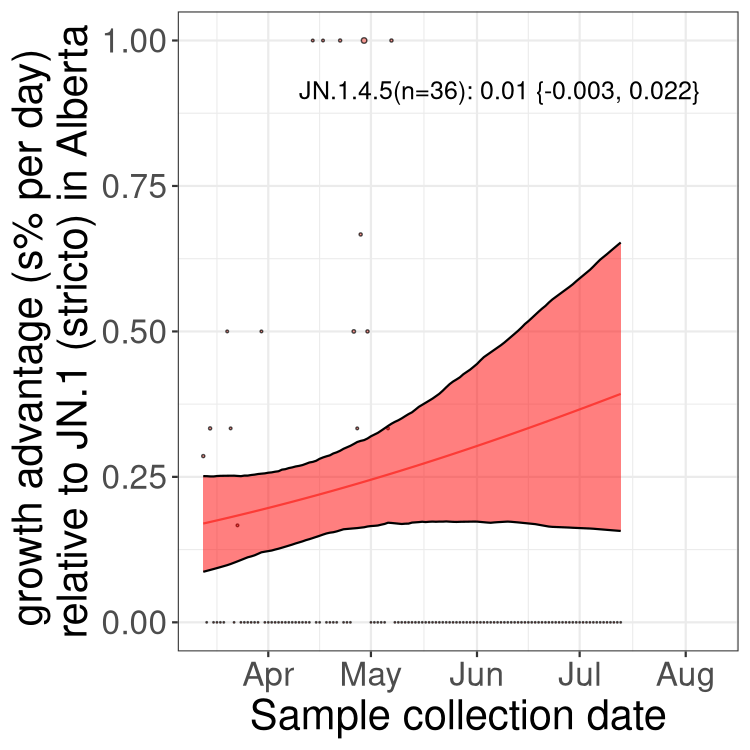 growth advantage (s% per day)
relative to JN.1 (stricto) in Alberta
1.00
0.75
0.50
0.25
0.00
JN.1.4.5(n=36): 0.01 {-0.003, 0.022}
Apr May Jun Jul Aug
Sample collection date